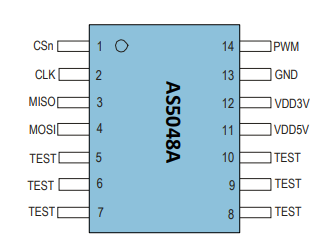 CSn 1 14 PWM
CLK 2 13 GND
MISO 3 12 VDD3V
MOSI 4 11 VDD5V
TEST 5 10 TEST
TEST 6 9 TEST
TEST 7 8 TEST
AS5048A